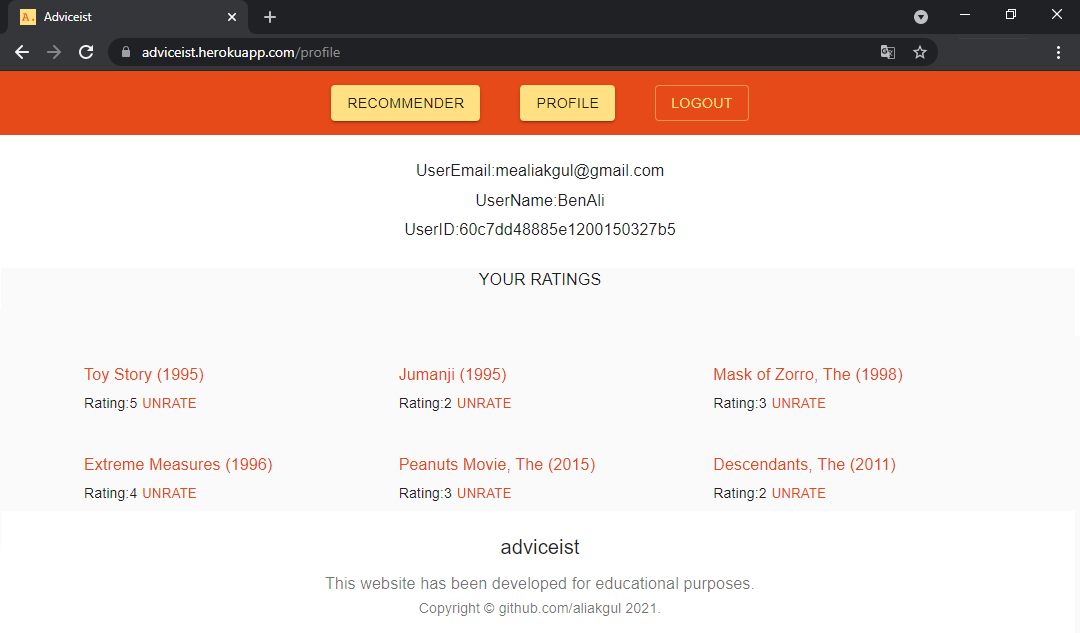 A. Adviceist
adviceist.herokuapp.com/profile
RECOMMENDER PROFILE LOGOUT
UserEmail:mealiakgul@gmail.com
UserName:BenAli
UserID:60c7dd48885e1200150327b5
YOUR RATINGS
Toy Story (1995) Jumanji (1995) Mask of Zorro, The (1998)
Rating:5 UNRATE Rating:2 UNRATE Rating:3 UNRATE
Extreme Measures (1996) Peanuts Movie, The (2015) Descendants, The (2011)
Rating:4 UNRATE Rating:3 UNRATE Rating:2 UNRATE
adviceist
This website has been developed for educational purposes.
Copyright © github.com/aliakgul 2021.